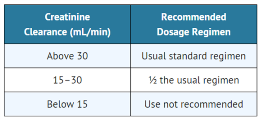 Creatinine Recommended
Clearance (mL/min) Dosage Regimen
Above 30 Usual standard regimen
15–30 ½ the usual regimen
Below 15 Use not recommended